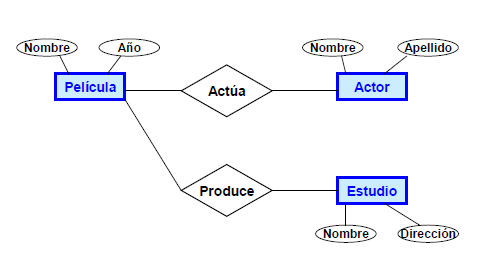 Nombre
Año
Nombre
Apellido
Película
Actúa
Actor
Produce
Estudio
Nombre
Dirección